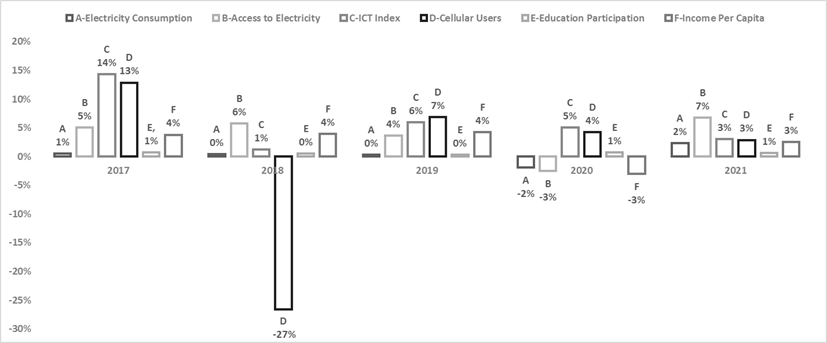 A-Electricity Consumption B-Access to Electricity C-ICT Index D-Cellular Users E-Education Participation F-Income Per Capita
20%
15%
10%
5%
0%
-5%
-10%
-15%
-20%
-25%
-30%
A
1%
B
5%
C
14%
D
13%
E,
1%
F
4%
2017
A
0%
B
6%
C
1%
D
-27%
E
0%
F
4%
2018
A
0%
B
4%
C
6%
D
7%
E
0%
F
4%
2019
A
-2%
B
-3%
C
5%
D
4%
E
1%
F
-3%
2020
A
2%
B
7%
C
3%
D
3%
E
1%
F
3%
2021